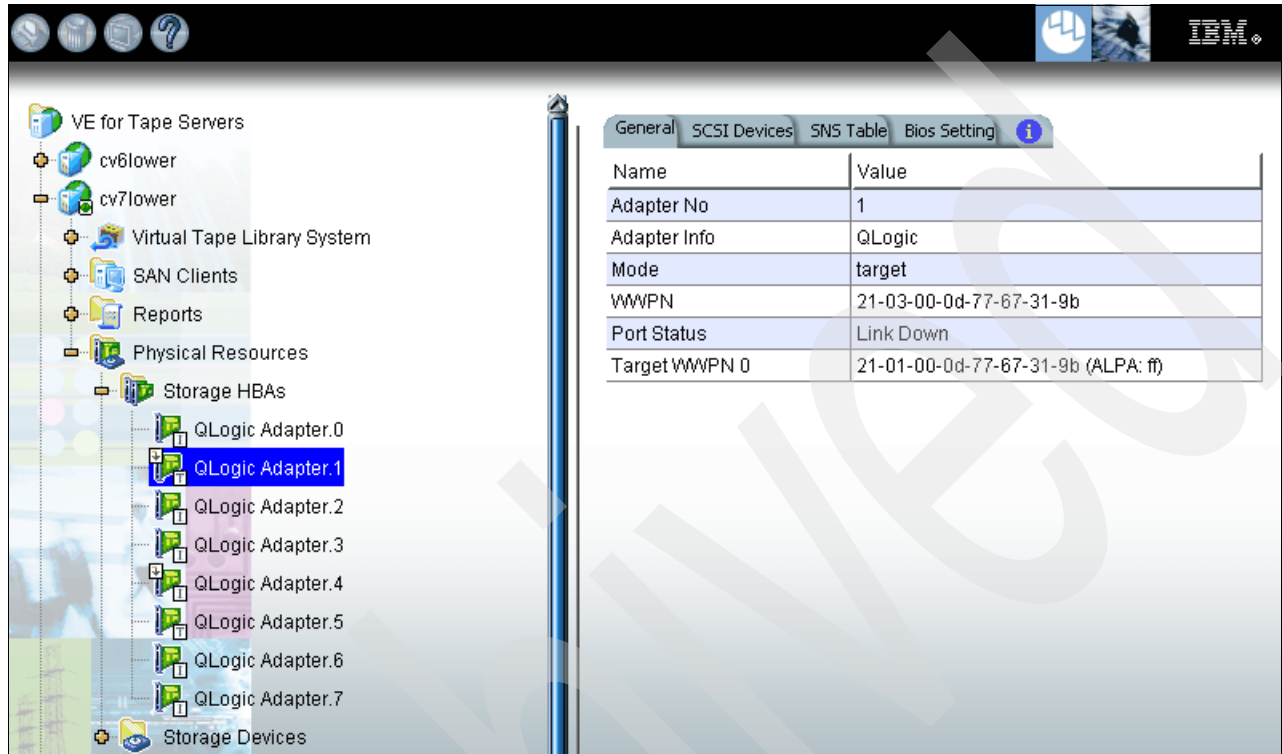 IBM®
VE for Tape Servers
cv6lower
cv7lower
Virtual Tape Library System
SAN Clients
Reports
Physical Resources
Storage HBAs
QLogic Adapter.0
QLogic Adapter.1
QLogic Adapter.2
QLogic Adapter.3
QLogic Adapter.4
QLogic Adapter.5
QLogic Adapter.6
QLogic Adapter.7
Storage Devices
General SCSI Devices SNS Table Bios Setting
Name Value
Adapter No 1
Adapter Info QLogic
Mode target
WWPN 21-03-00-0d-77-67-31-9b
Port Status Link Down
Target WWPN 0 21-01-00-0d-77-67-31-9b (ALPA: ff)